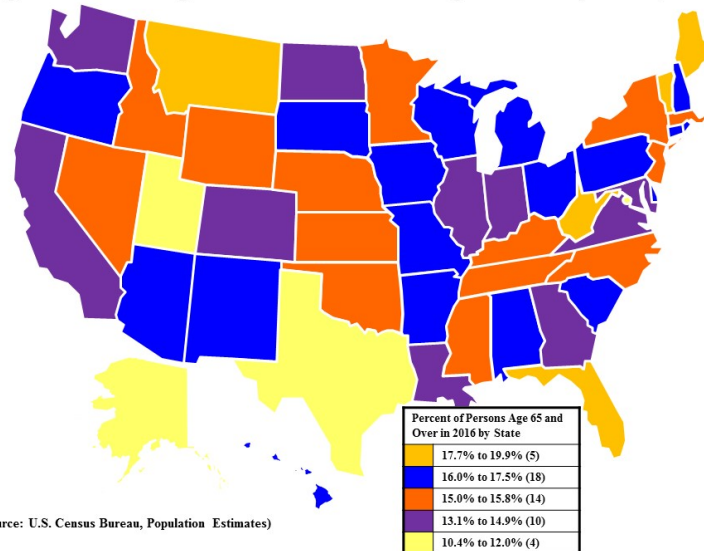 Percent of Persons Age 65 and
Over in 2016 by State
17.7% to 19.9% (5)
16.0% to 17.5% (18)
15.0% to 15.8% (14)
13.1% to 14.9% (10)
10.4% to 12.0% (4)
rce: U.S. Census Bureau, Population Estimates)